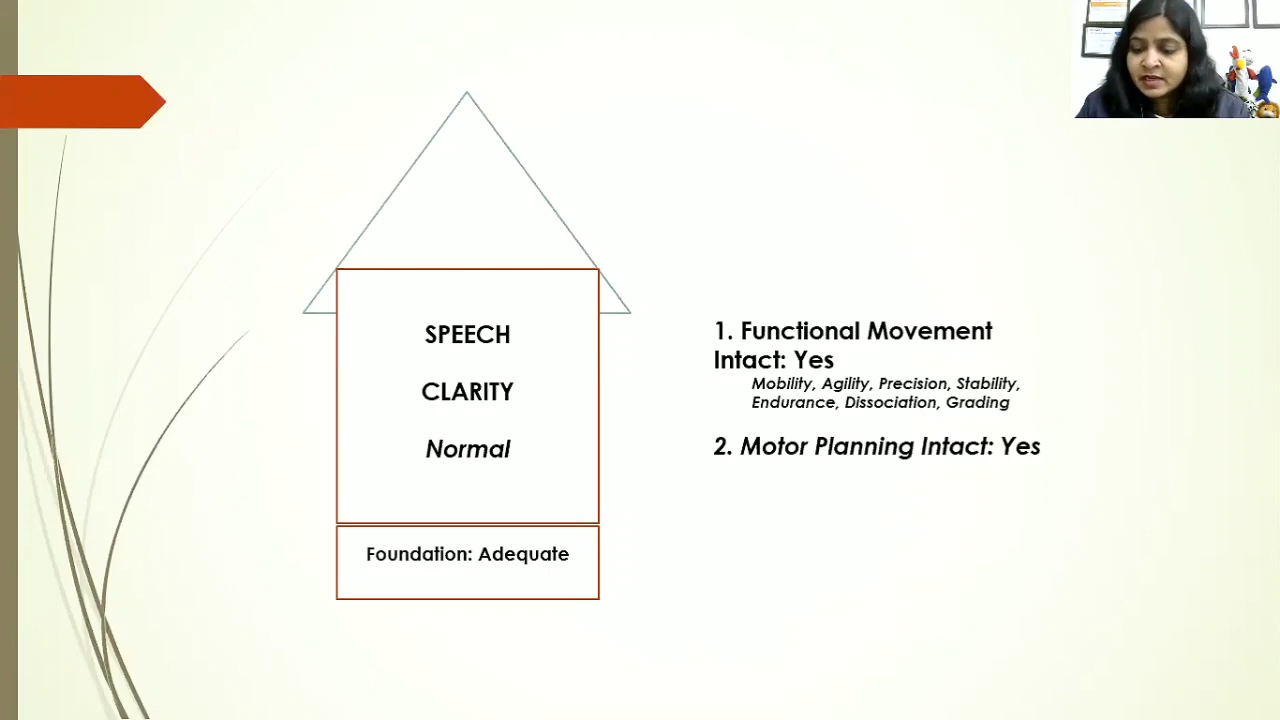 SPEECH
CLARITY
Normal
Foundation: Adequate
1. Functional Movement
Intact: Yes
Mobility, Agility, Precision, Stability,
Endurance, Dissociation, Grading
2. Motor Planning Intact: Yes